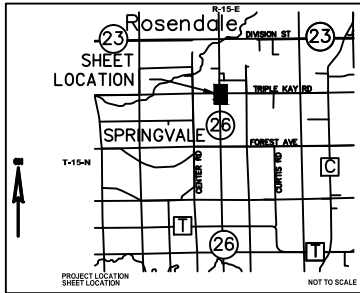 R-15-E
Rosendale
23
DIVISION ST
23
SHEET
LOCATION
TRIPLE KAY RD
26
SPRINGVALE
FOREST AVE
T-15-N
CENTER RD
CURTIS RD
C
T
26
T
PROJECT LOCATION
SHEET LOCATION
NOT TO SCALE